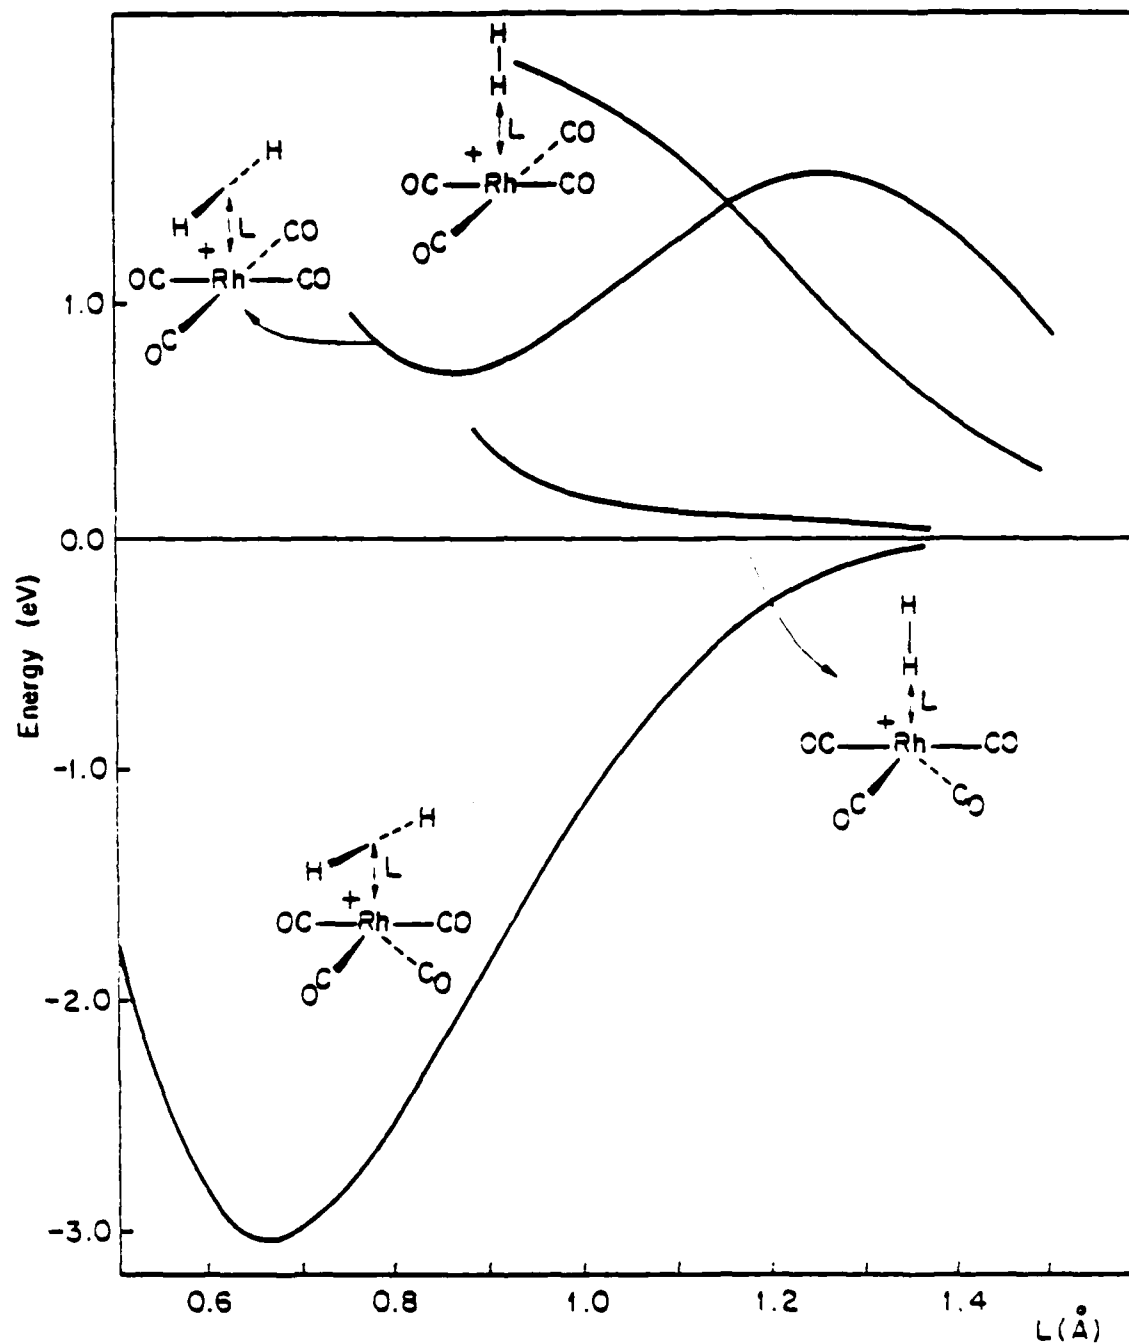 H
H
L
+
CO
OC Rh CO
OC
H
H
L
+
CO
OC Rh CO
OC
1.0
0.0
Energy (eV)
H
H
L
+
OC Rh CO
OC
CO
-1.0
H
H
L
+
OC Rh CO
OC
CO
-2.0
-3.0
0.6 0.8 1.0 1.2 1.4
L(Å)